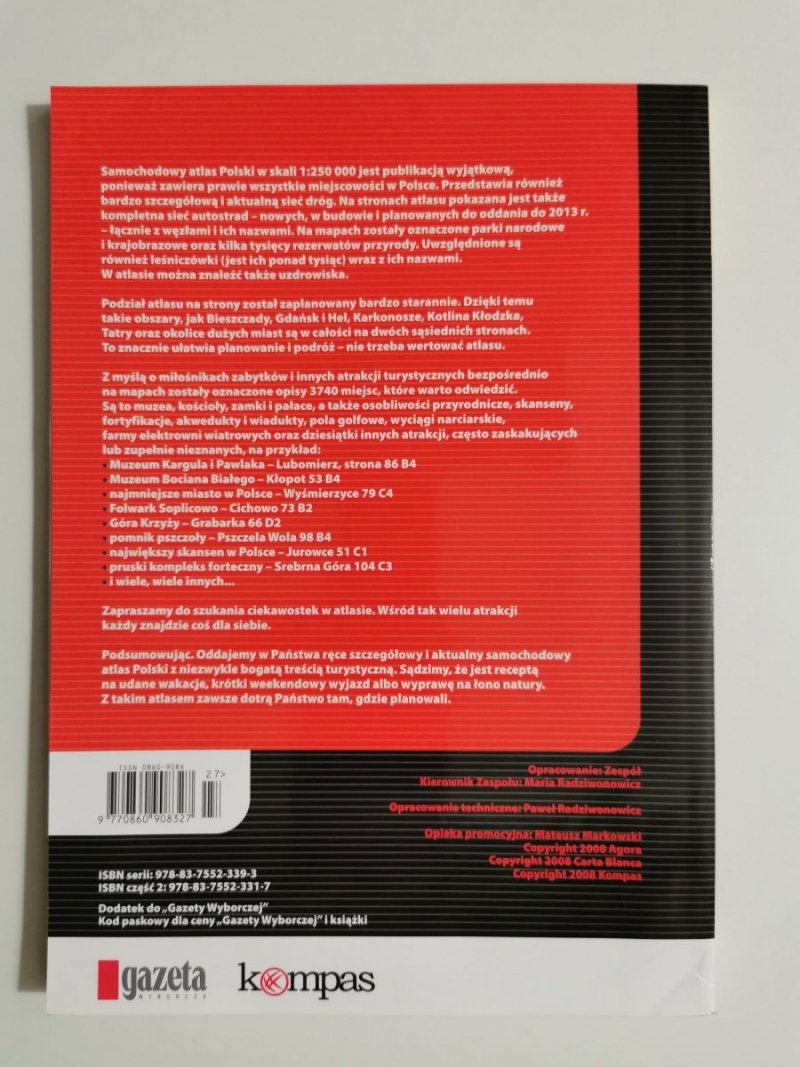 Samochodowy atlas Polski w skali 1:250 000 jest publikacją wyjątkową,
ponieważ zawiera prawie wszystkie miejscowości w Polsce. Przedstawia również
bardzo szczegółową i aktualną sieć dróg. Na stronach atlasu pokazana jest także
kompletna sieć autostrad – nowych, w budowie i planowanych do oddania do 2013 r.
– łącznie z węzłami i ich nazwami. Na mapach zostały oznaczone parki narodowe
i krajobrazowe oraz kilka tysięcy rezerwatów przyrody. Uwzględnione są
również leśniczówki (jest ich ponad tysiąc) wraz z ich nazwami.
W atlasie można znaleźć także uzdrowiska.
Podział atlasu na strony został zaplanowany bardzo starannie. Dzięki temu
takie obszary, jak Bieszczady, Gdańsk i Hel, Karkonosze, Kotlina Kłodzka,
Tatry oraz okolice dużych miast są w całości na dwóch sąsiednich stronach.
To znacznie ułatwia planowanie i podróż – nie trzeba wertować atlasu.
Z myślą o miłośnikach zabytków i innych atrakcji turystycznych bezpośrednio
na mapach zostały oznaczone opisy 3740 miejsc, które warto odwiedzić.
Są to muzea, kościoły, zamki i pałace, a także osobliwości przyrodnicze, skanseny,
fortyfikacje, akwedukty i wiadukty, pola golfowe, wyciągi narciarskie,
farmy elektrowni wiatrowych oraz dziesiątki innych atrakcji, często zaskakujących
lub zupełnie nieznanych, na przykład:
• Muzeum Kargula i Pawlaka – Lubomierz, strona 86 B4
• Muzeum Bociana Białego – Kłopot 53 B4
• najmniejsze miasto w Polsce – Wyśmierzyce 79 C4
• Folwark Soplicowo – Cichowo 73 B2
• Góra Krzyży – Grabarka 66 D2
• pomnik pszczoły – Pszczela Wola 98 B4
• największy skansen w Polsce – Jurowce 51 C1
• pruski kompleks forteczny – Srebrna Góra 104 C3
• i wiele, wiele innych...
Zapraszamy do szukania ciekawostek w atlasie. Wśród tak wielu atrakcji
każdy znajdzie coś dla siebie.
Podsumowując. Oddajemy w Państwa ręce szczegółowy i aktualny samochodowy
atlas Polski z niezwykle bogatą treścią turystyczną. Sądzimy, że jest receptą
na udane wakacje, krótki weekendowy wyjazd albo wyprawę na łono natury.
Z takim atlasem zawsze dotrą Państwo tam, gdzie planowali.
ISSN 0860-908X
27>
9 770860 908327
Opracowanie: Zespół
Kierownik Zespołu: Maria Radziwonowicz
Opracowanie techniczne: Paweł Radziwonowicz
Opieka promocyjna: Mateusz Markowski
Copyright 2008 Agora
Copyright 2008 Carta Blanca
Copyright 2008 Kompas
ISBN serii: 978-83-7552-339-3
ISBN część 2: 978-83-7552-331-7
Dodatek do „Gazety Wyborczej”
Kod paskowy dla ceny „Gazety Wyborczej” i książki
gazeta
WYBORCZA
kompas